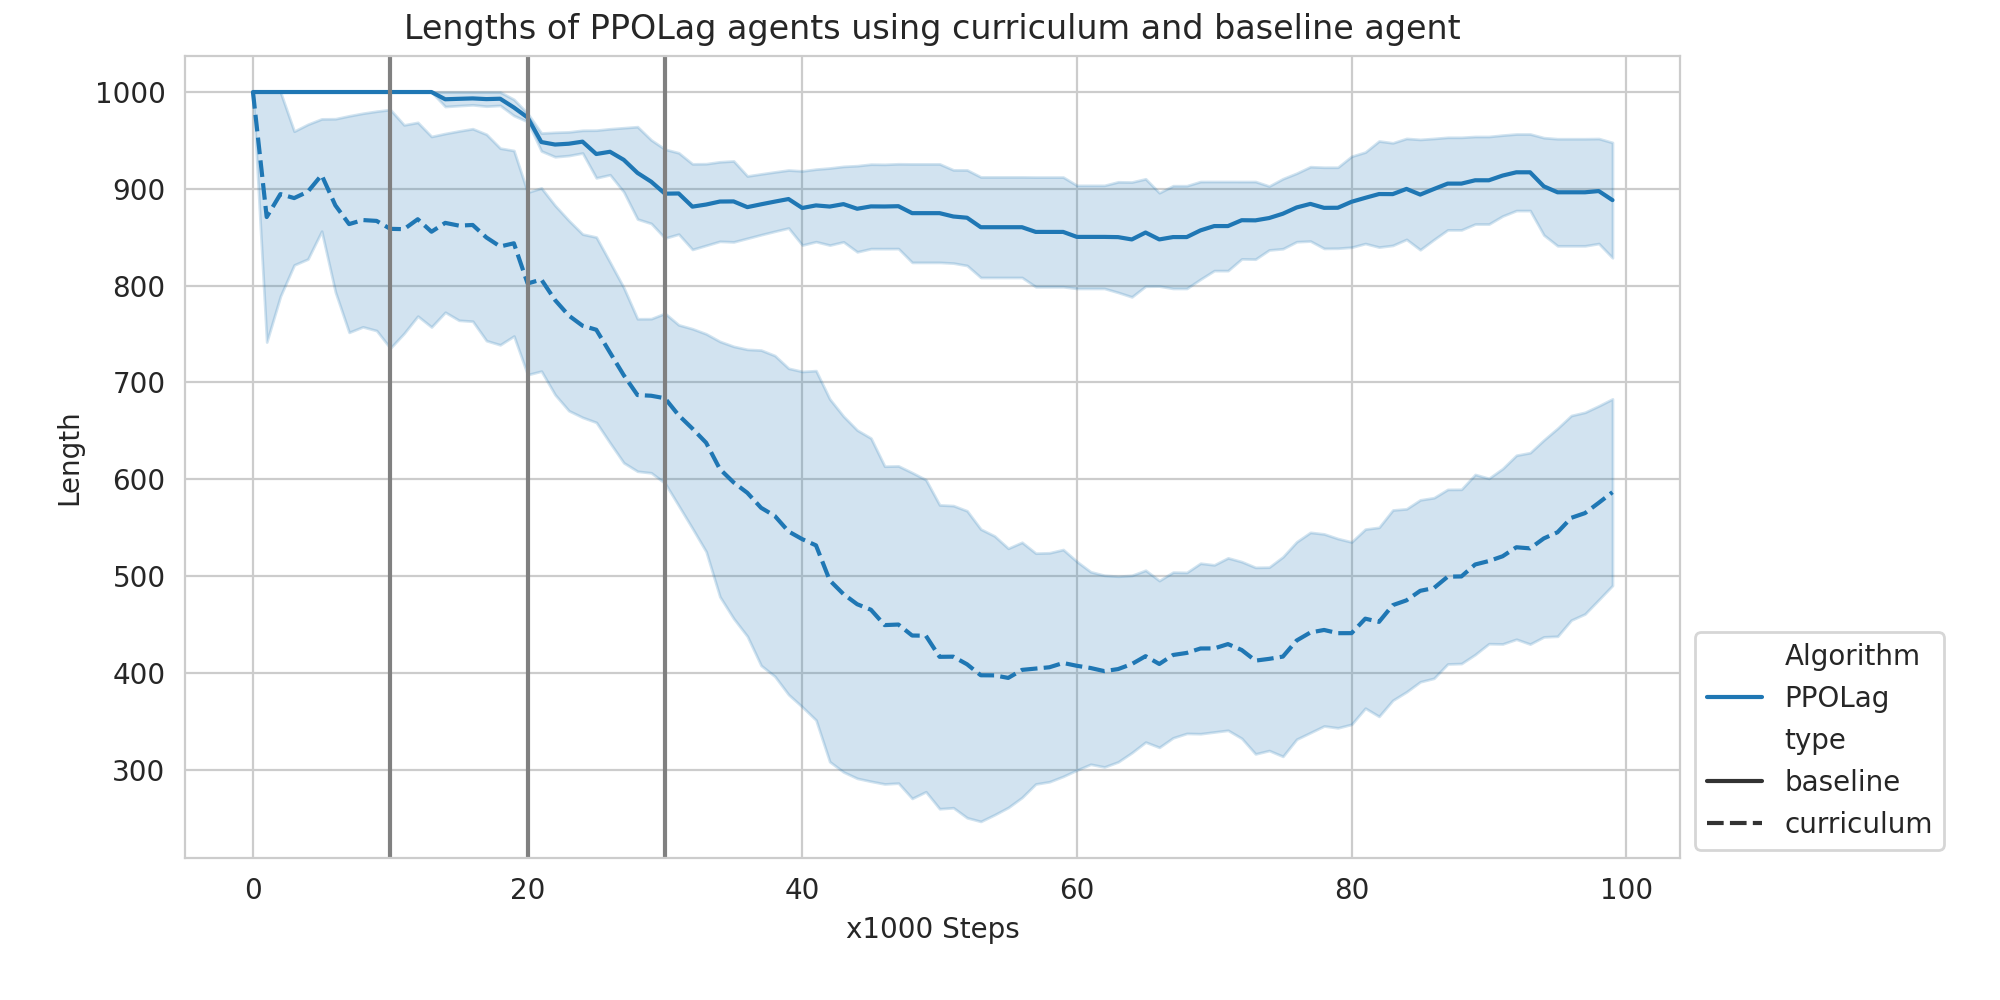 Lengths of PPOLag agents using curriculum and baseline agent
1000
900
800
700
600
500
400
300
Length
0 20 40 60 80 100
x1000 Steps
Algorithm
PPOLag
type
baseline
curriculum